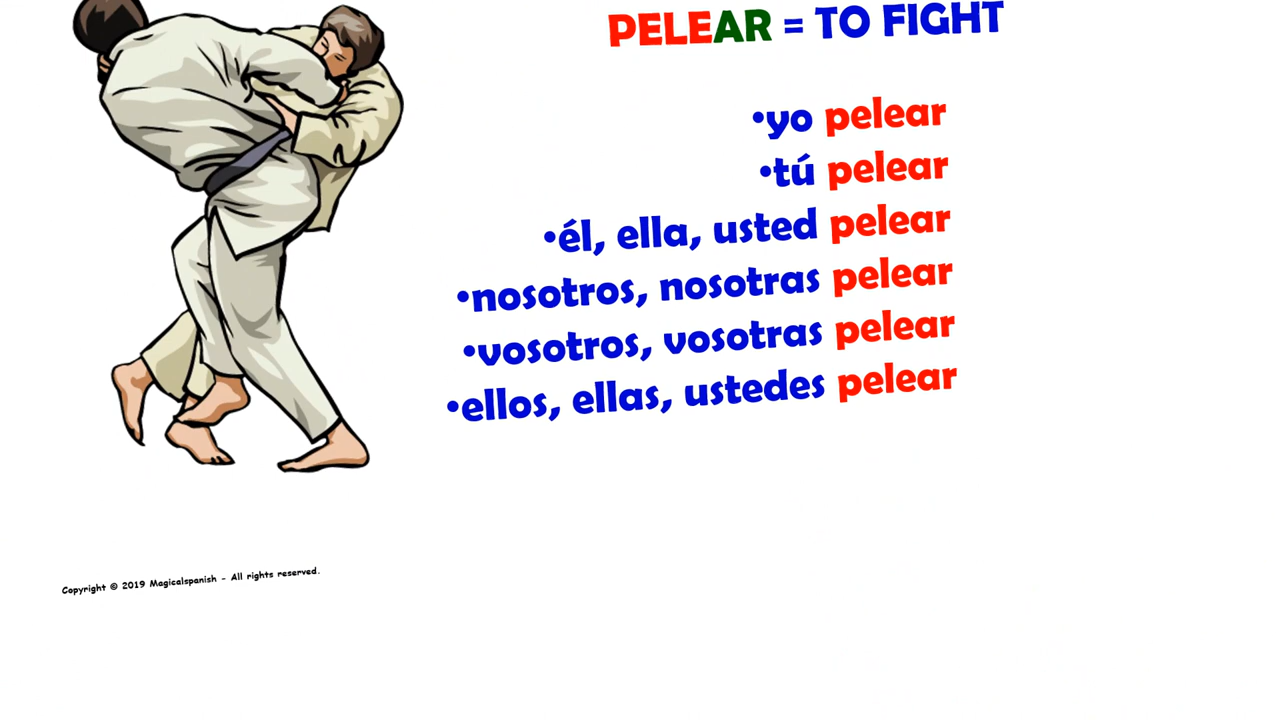 PELEAR = TO FIGHT
•yo pelear
•tú pelear
•él, ella, usted pelear
•nosotros, nosotras pelear
•vosotros, vosotras pelear
•ellos, ellas, ustedes pelear
Copyright © 2019 Magicalspanish - All rights reserved.